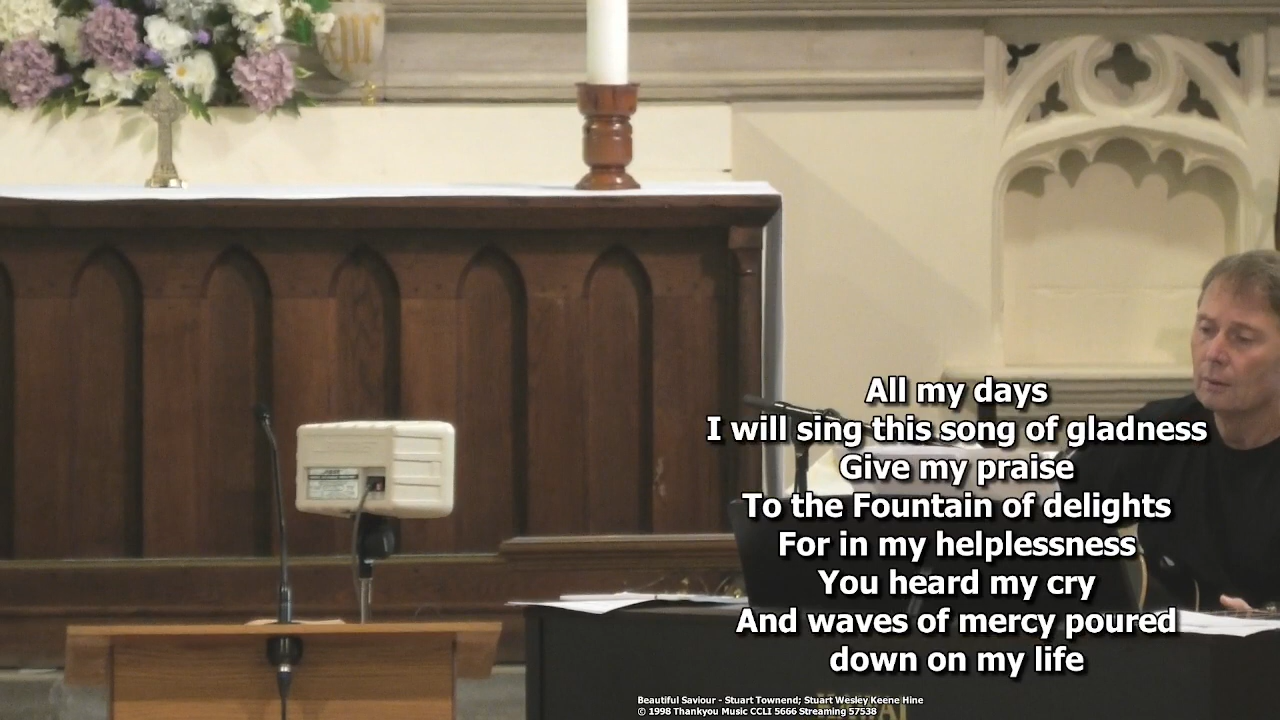 All my days
I will sing this song of gladness
Give my praise
To the Fountain of delights
For in my helplessness
You heard my cry
And waves of mercy poured
down on my life
Beautiful Saviour - Stuart Townend; Stuart Wesley Keene Hine
© 1998 Thankyou Music CCLI 5666 Streaming 57538